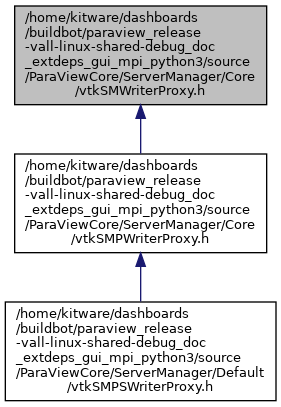 /home/kitware/dashboards
/buildbot/paraview_release
-vall-linux-shared-debug_doc
_extdeps_gui_mpi_python3/source
/ParaViewCore/ServerManager/Core
/vtkSMWriterProxy.h
/home/kitware/dashboards
/buildbot/paraview_release
-vall-linux-shared-debug_doc
_extdeps_gui_mpi_python3/source
/ParaViewCore/ServerManager/Core
/vtkSMPWriterProxy.h
/home/kitware/dashboards
/buildbot/paraview_release
-vall-linux-shared-debug_doc
_extdeps_gui_mpi_python3/source
/ParaViewCore/ServerManager/Default
/vtkSMPSWriterProxy.h